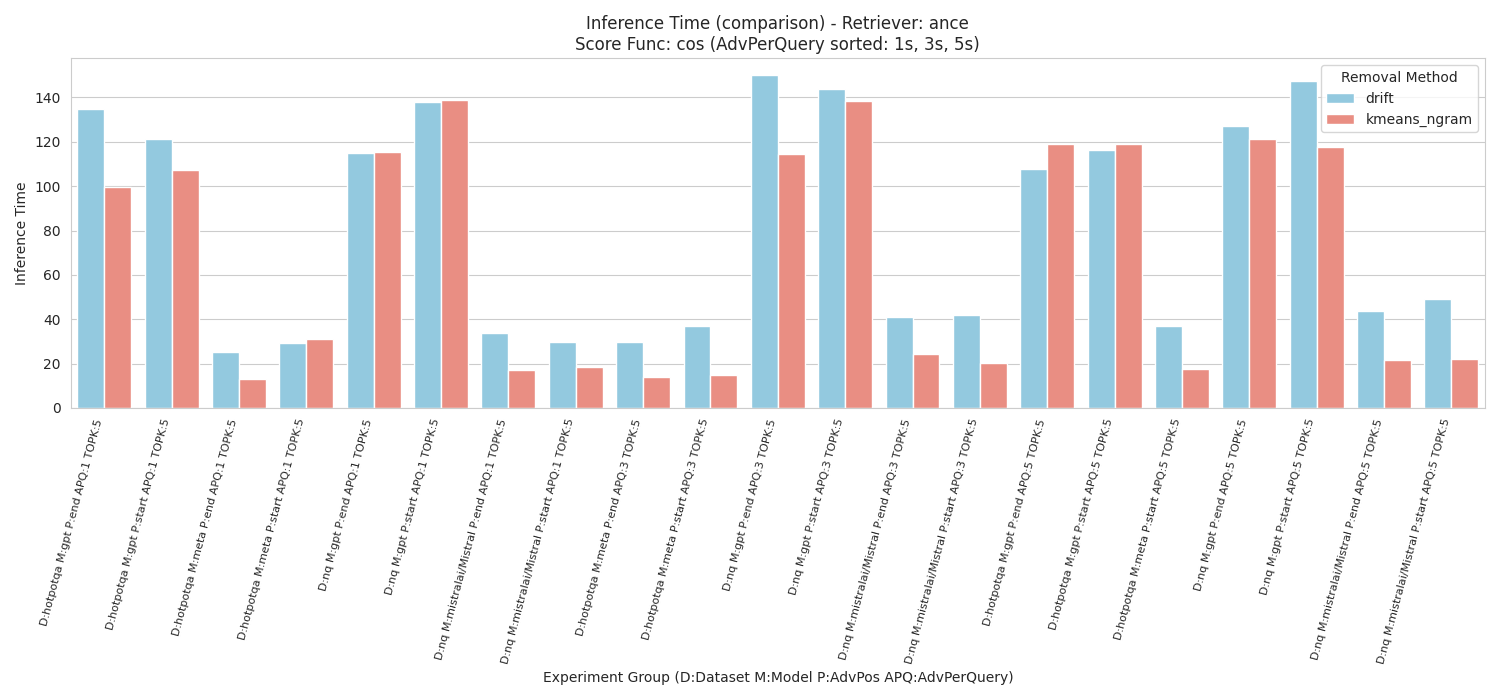 Inference Time (comparison) - Retriever: ance
Score Func: cos (AdvPerQuery sorted: 1s, 3s, 5s)
Removal Method
drift
kmeans_ngram
Inference Time
140
120
100
80
60
40
20
0
D:hotpotqa M:gpt P:end APQ:1 TOPK:5
D:hotpotqa M:gpt P:start APQ:1 TOPK:5
D:hotpotqa M:meta P:end APQ:1 TOPK:5
D:hotpotqa M:meta P:start APQ:1 TOPK:5
D:nq M:gpt P:end APQ:1 TOPK:5
D:nq M:gpt P:start APQ:1 TOPK:5
D:nq M:mistralai/Mistral P:end APQ:1 TOPK:5
D:nq M:mistralai/Mistral P:start APQ:1 TOPK:5
D:hotpotqa M:meta P:end APQ:3 TOPK:5
D:hotpotqa M:meta P:start APQ:3 TOPK:5
D:nq M:gpt P:end APQ:3 TOPK:5
D:nq M:gpt P:start APQ:3 TOPK:5
D:nq M:mistralai/Mistral P:end APQ:3 TOPK:5
D:nq M:mistralai/Mistral P:start APQ:3 TOPK:5
D:hotpotqa M:gpt P:end APQ:5 TOPK:5
D:hotpotqa M:gpt P:start APQ:5 TOPK:5
D:hotpotqa M:meta P:start APQ:5 TOPK:5
D:nq M:gpt P:end APQ:5 TOPK:5
D:nq M:gpt P:start APQ:5 TOPK:5
D:nq M:mistralai/Mistral P:end APQ:5 TOPK:5
D:nq M:mistralai/Mistral P:start APQ:5 TOPK:5
Experiment Group (D:Dataset M:Model P:AdvPos APQ:AdvPerQuery)